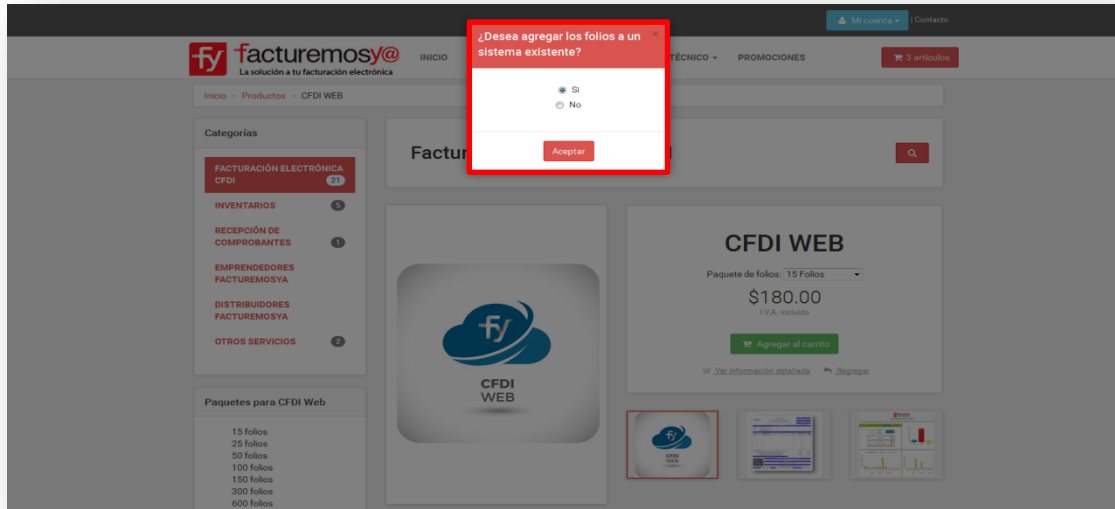 Mi cuenta
| Contacto
facturemosy@
La solución a tu facturación electrónica
INICIO
TÉCNICO
PROMOCIONES
3 artículos
¿Desea agregar los folios a un
sistema existente?
×
Si
No
Aceptar
Inicio > Productos > CFDI WEB
Categorías
FACTURACIÓN ELECTRÓNICA
CFDI 21
INVENTARIOS 5
RECEPCIÓN DE
COMPROBANTES 1
EMPRENDEDORES
FACTUREMOSYA
DISTRIBUIDORES
FACTUREMOSYA
OTROS SERVICIOS 2
Paquetes para CFDI Web
15 folios
25 folios
50 folios
100 folios
150 folios
300 folios
600 folios
Factur
fy
CFDI
WEB
CFDI WEB
Paquete de folios: 15 Folios
$180.00
I.V.A. incluido
Agregar al carrito
Ver información detallada Regresar
CFDI
WEB